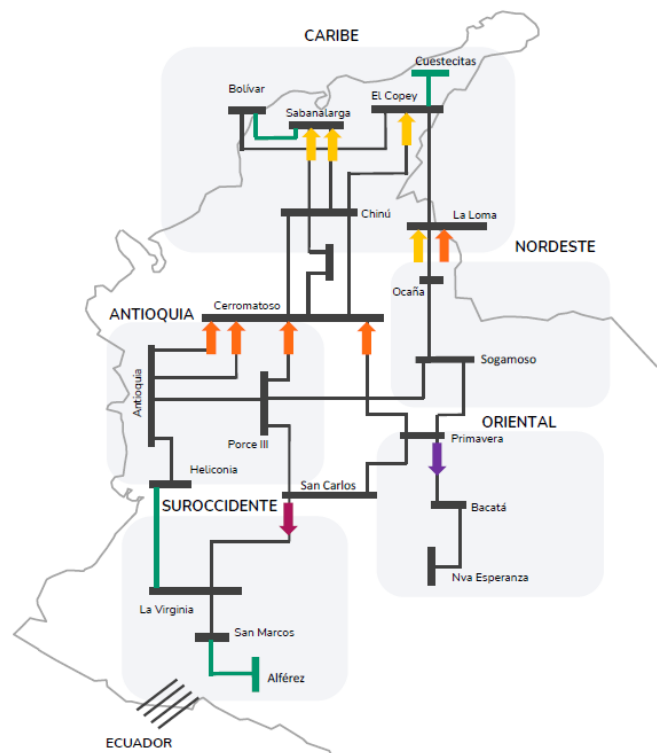 CARIBE
Cuestecitas
Bolívar
El Copey
Sabanalarga
Chinú
La Loma
NORDESTE
Ocaña
ANTIOQUIA
Cerromatoso
Sogamoso
Antioquia
ORIENTAL
Porce III
Primavera
Heliconia
San Carlos
SUROCCIDENTE
Bacatá
Nva Esperanza
La Virginia
San Marcos
Alférez
ECUADOR